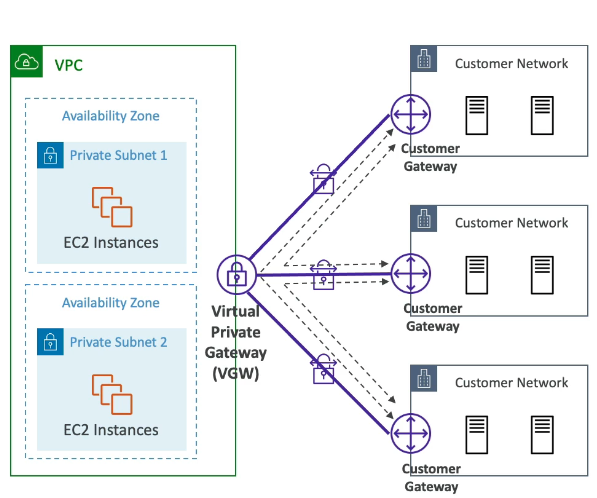 VPC
Availability Zone
Private Subnet 1
EC2 Instances
Availability Zone
Private Subnet 2
EC2 Instances
Virtual
Private
Gateway
(VGW)
Customer Network
Customer
Gateway
Customer Network
Customer
Gateway
Customer Network
Customer
Gateway